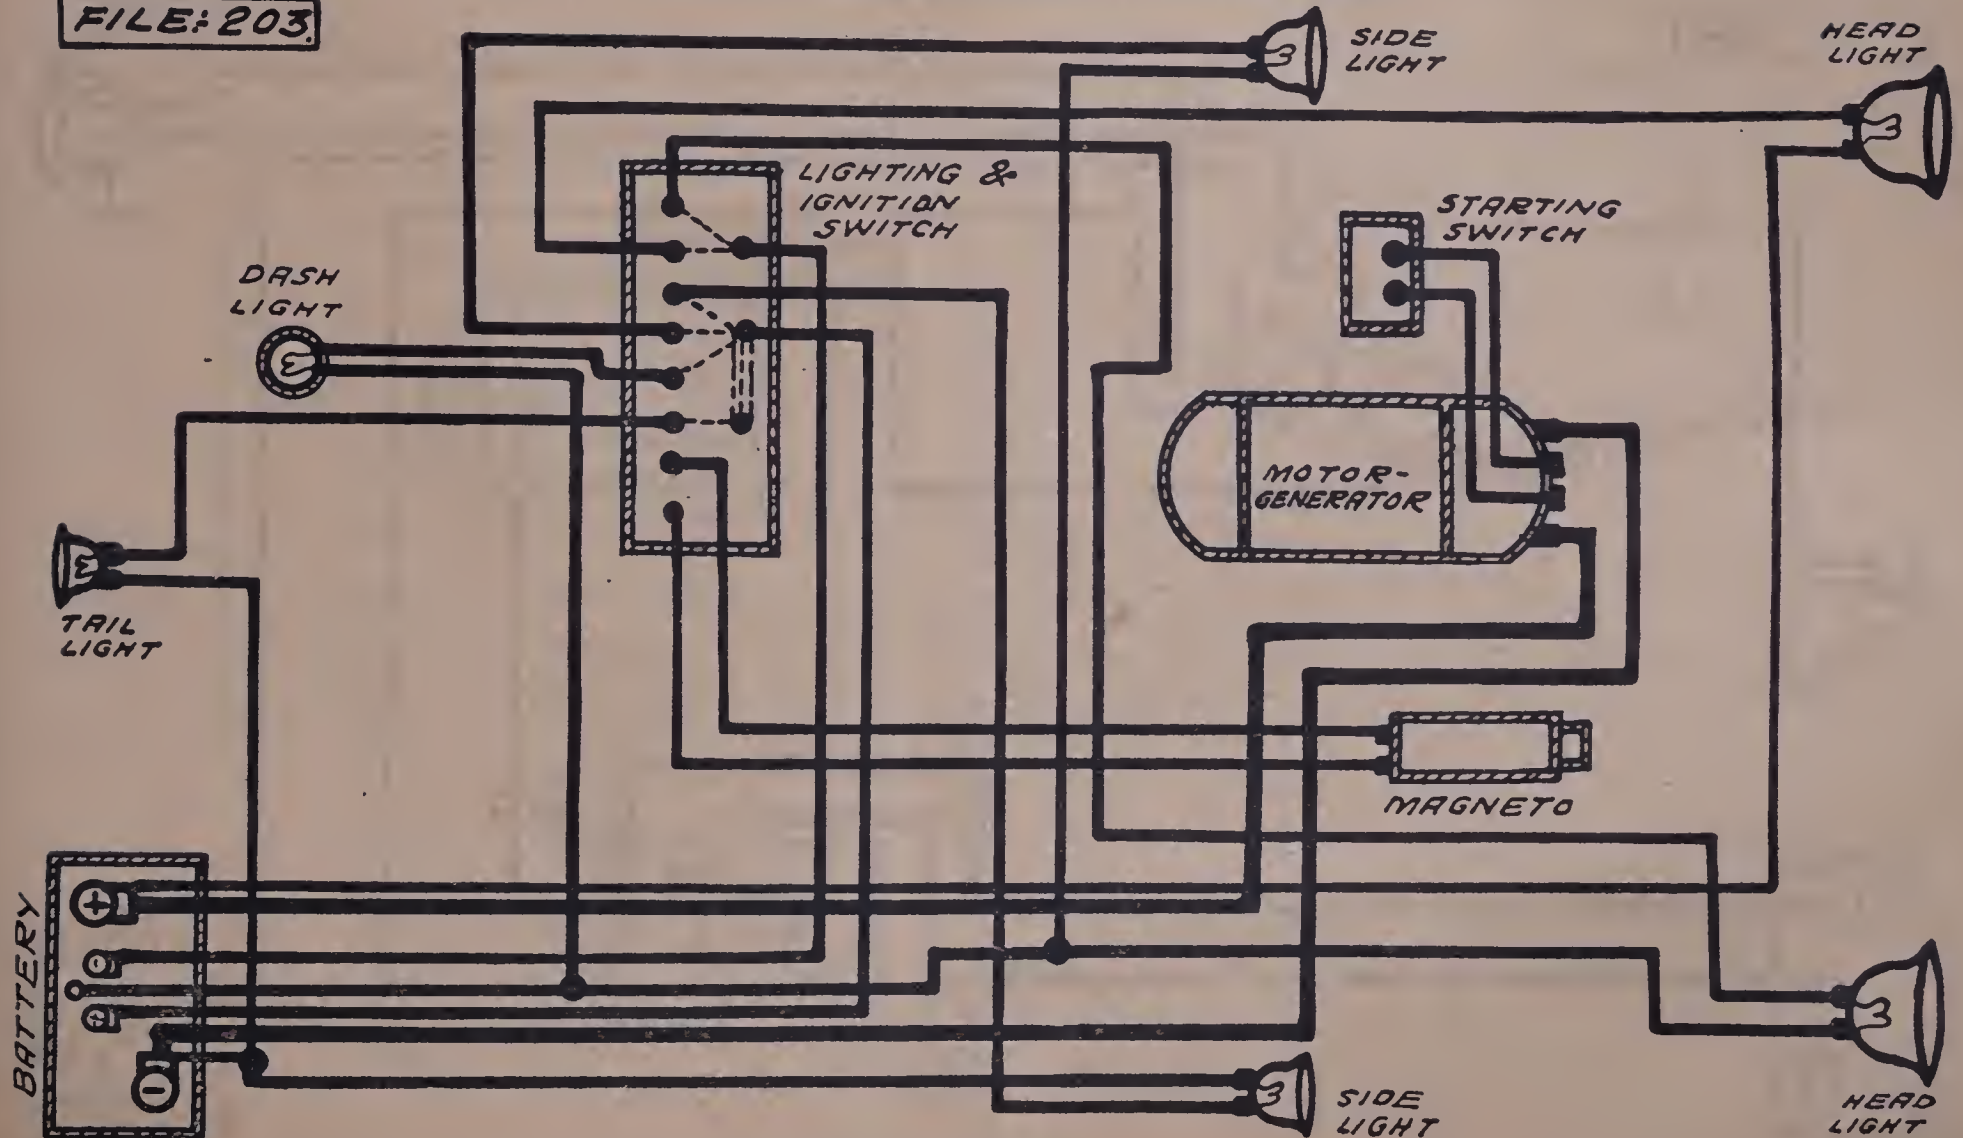 FILE: 203.
SIDE
LIGHT
HEAD
LIGHT
LIGHTING &
IGNITION
SWITCH
STARTING
SWITCH
DASH
LIGHT
MOTOR-
GENERATOR
TAIL
LIGHT
MAGNETO
BATTERY
+
-
+
-
SIDE
LIGHT
HEAD
LIGHT